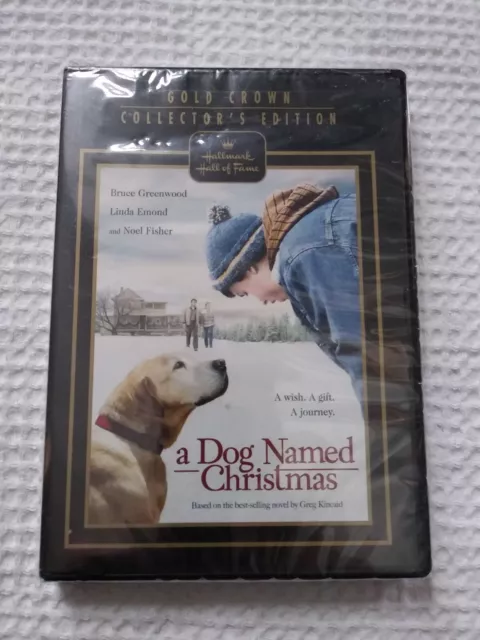 GOLD CROWN
COLLECTOR'S EDITION
Hallmark
Hall of Fame
Bruce Greenwood
Linda Emond
and Noel Fisher
A wish. A gift.
A journey.
a Dog Named
Christmas
Based on the best-selling novel by Greg Kincaid